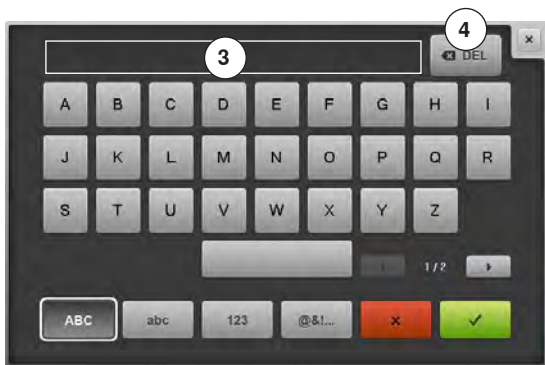 4
3
DEL ×
A B C D E F G H I
J K L M N O P Q R
S T U V W X Y Z
1/2
ABC abc 123 @&!... × ✓